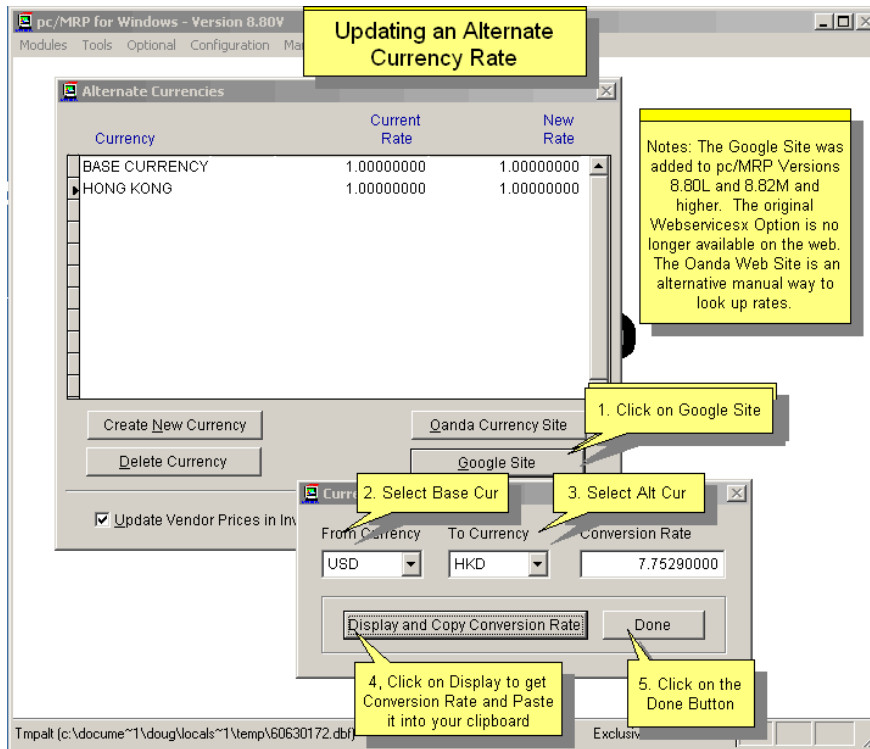 pc/MRP for Windows - Version 8.80V
Updating an Alternate
Currency Rate
Modules Tools Optional Configuration
Alternate Currencies
Currency
Current
Rate
New
Rate
BASE CURRENCY 1.00000000 1.00000000
HONG KONG 1.00000000 1.00000000
Notes: The Google Site was
added to pc/MRP Versions
8.80L and 8.82M and
higher. The original
Webservicesx Option is no
longer available on the web.
The Oanda Web Site is an
alternative manual way to
look up rates.
1. Click on Google Site
Create New Currency
Oanda Currency Site
Delete Currency
Google Site
2. Select Base Cur
3. Select Alt Cur
Update Vendor Prices in
From Currency To Currency Conversion Rate
USD HKD 7.75290000
Display and Copy Conversion Rate
Done
4, Click on Display to get
Conversion Rate and Paste
it into your clipboard
5. Click on the
Done Button
Tmpalt (c:\docume~1\doug\locals~1\temp\60630172.dbf)